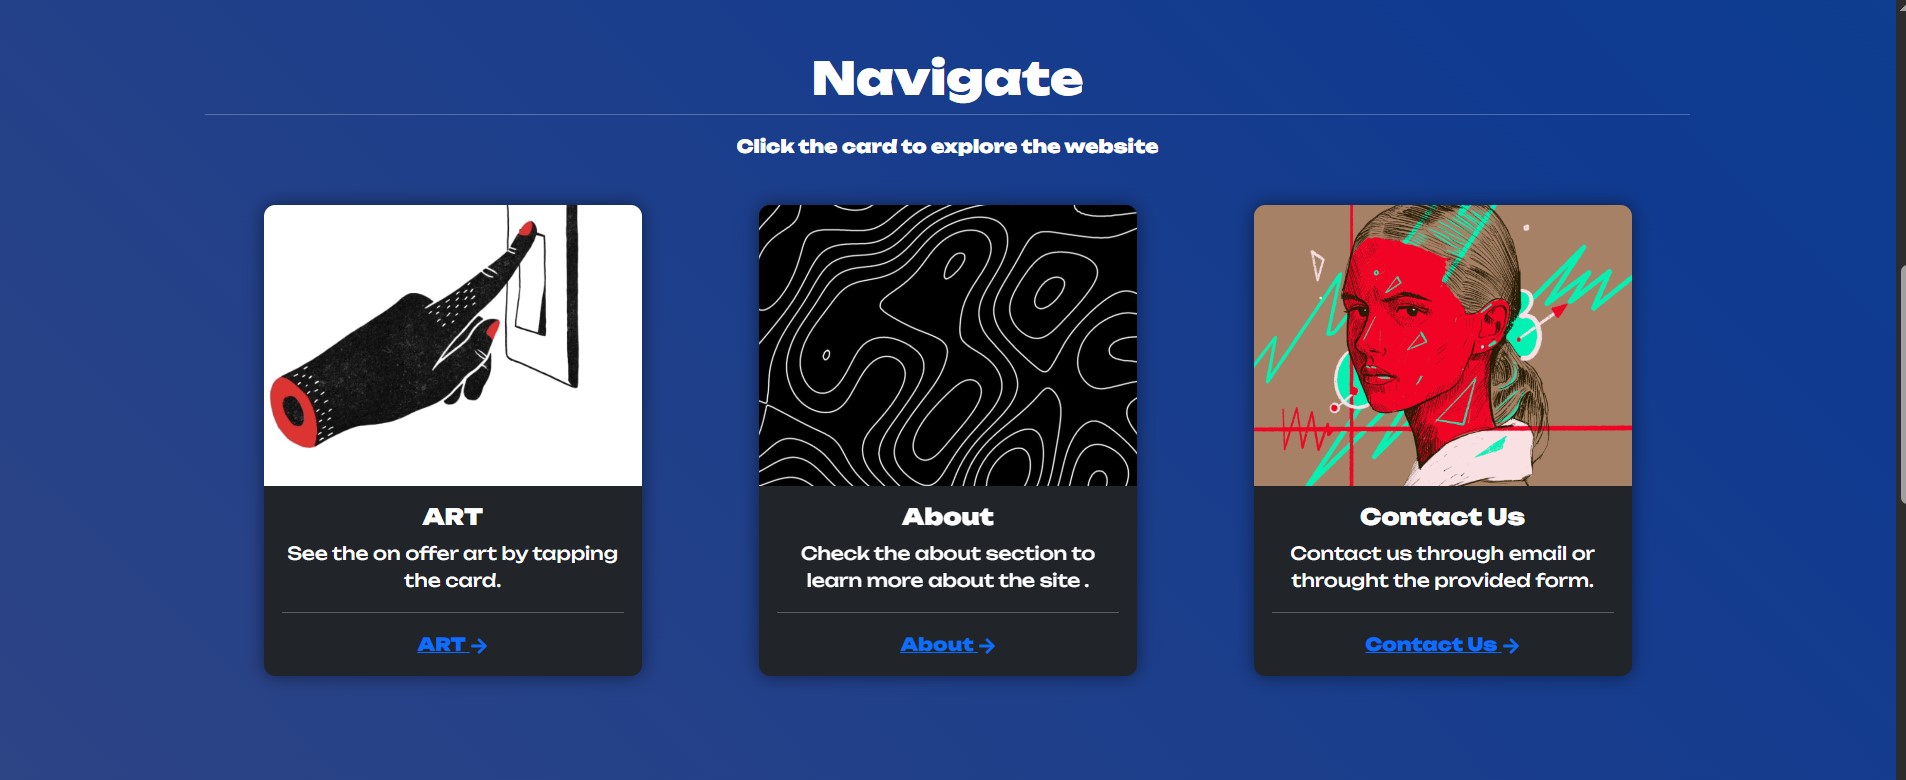 Navigate
Click the card to explore the website
ART
See the on offer art by tapping
the card.
ART →
About
Check the about section to
learn more about the site .
About →
Contact Us
Contact us through email or
throught the provided form.
Contact Us →